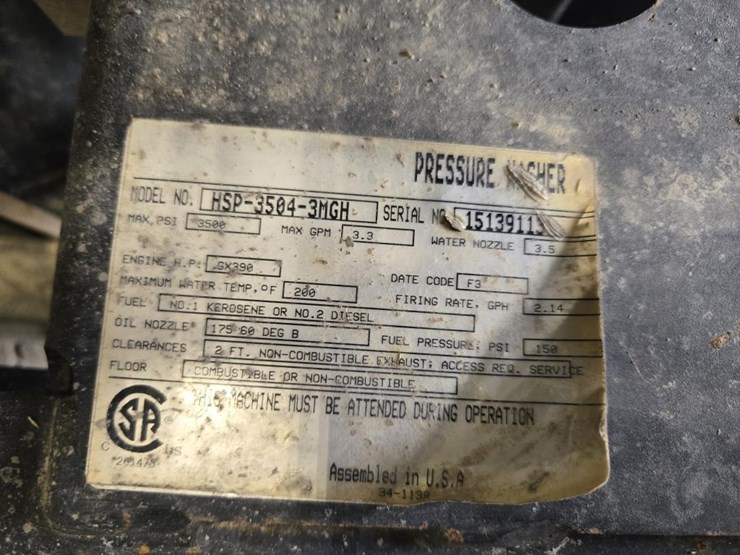 PRESSURE WASHER
MODEL NO. HSP-3504-3MGH SERIAL NO.
MAX. PSI 3500 MAX GPM 3.3 WATER NOZZLE 3.5
ENGINE H.P. GX390 DATE CODE F3
MAXIMUM WATER TEMP, OF 200 FIRING RATE, GPH 2.14
FUEL NO.1 KEROSENE OR NO.2 DIESEL
OIL NOZZLE 175 60 DEG B FUEL PRESSURE, PSI 150
CLEARANCES 2 FT. NON-COMBUSTIBLE EXHAUST; ACCESS REQ. SERVICE
FLOOR COMBUSTIBLE OR NON-COMBUSTIBLE
THIS MACHINE MUST BE ATTENDED DURING OPERATION
SA
C US
Assembled in U.S.A